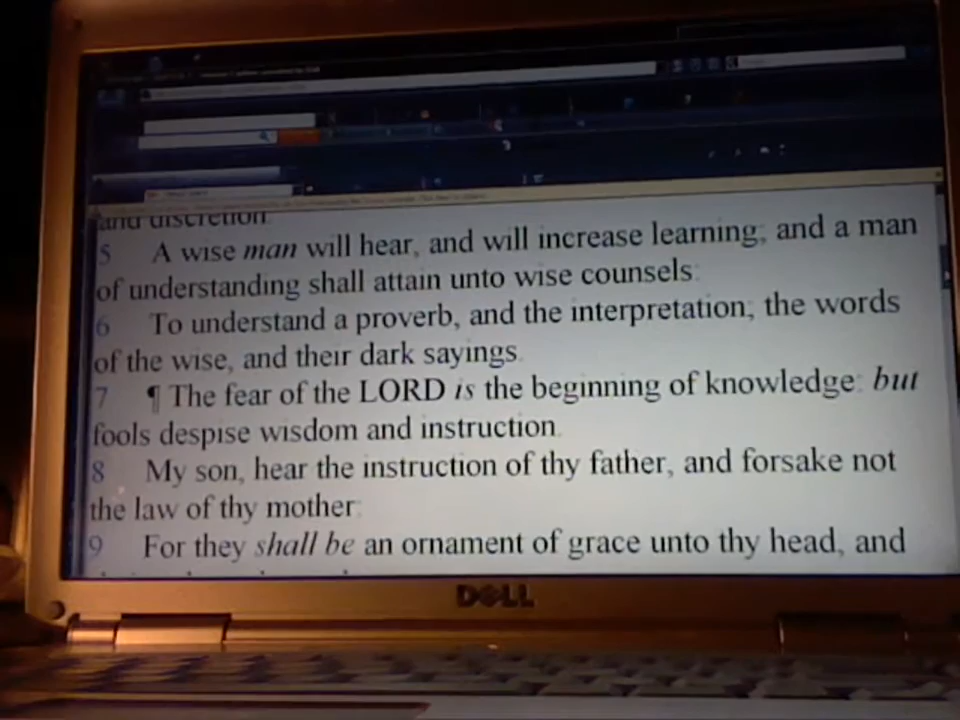 and discretion.
5 A wise man will hear, and will increase learning; and a man
of understanding shall attain unto wise counsels:
6 To understand a proverb, and the interpretation; the words
of the wise, and their dark sayings.
7 ¶ The fear of the LORD is the beginning of knowledge: but
fools despise wisdom and instruction.
8 My son, hear the instruction of thy father, and forsake not
the law of thy mother:
9 For they shall be an ornament of grace unto thy head, and
DELL